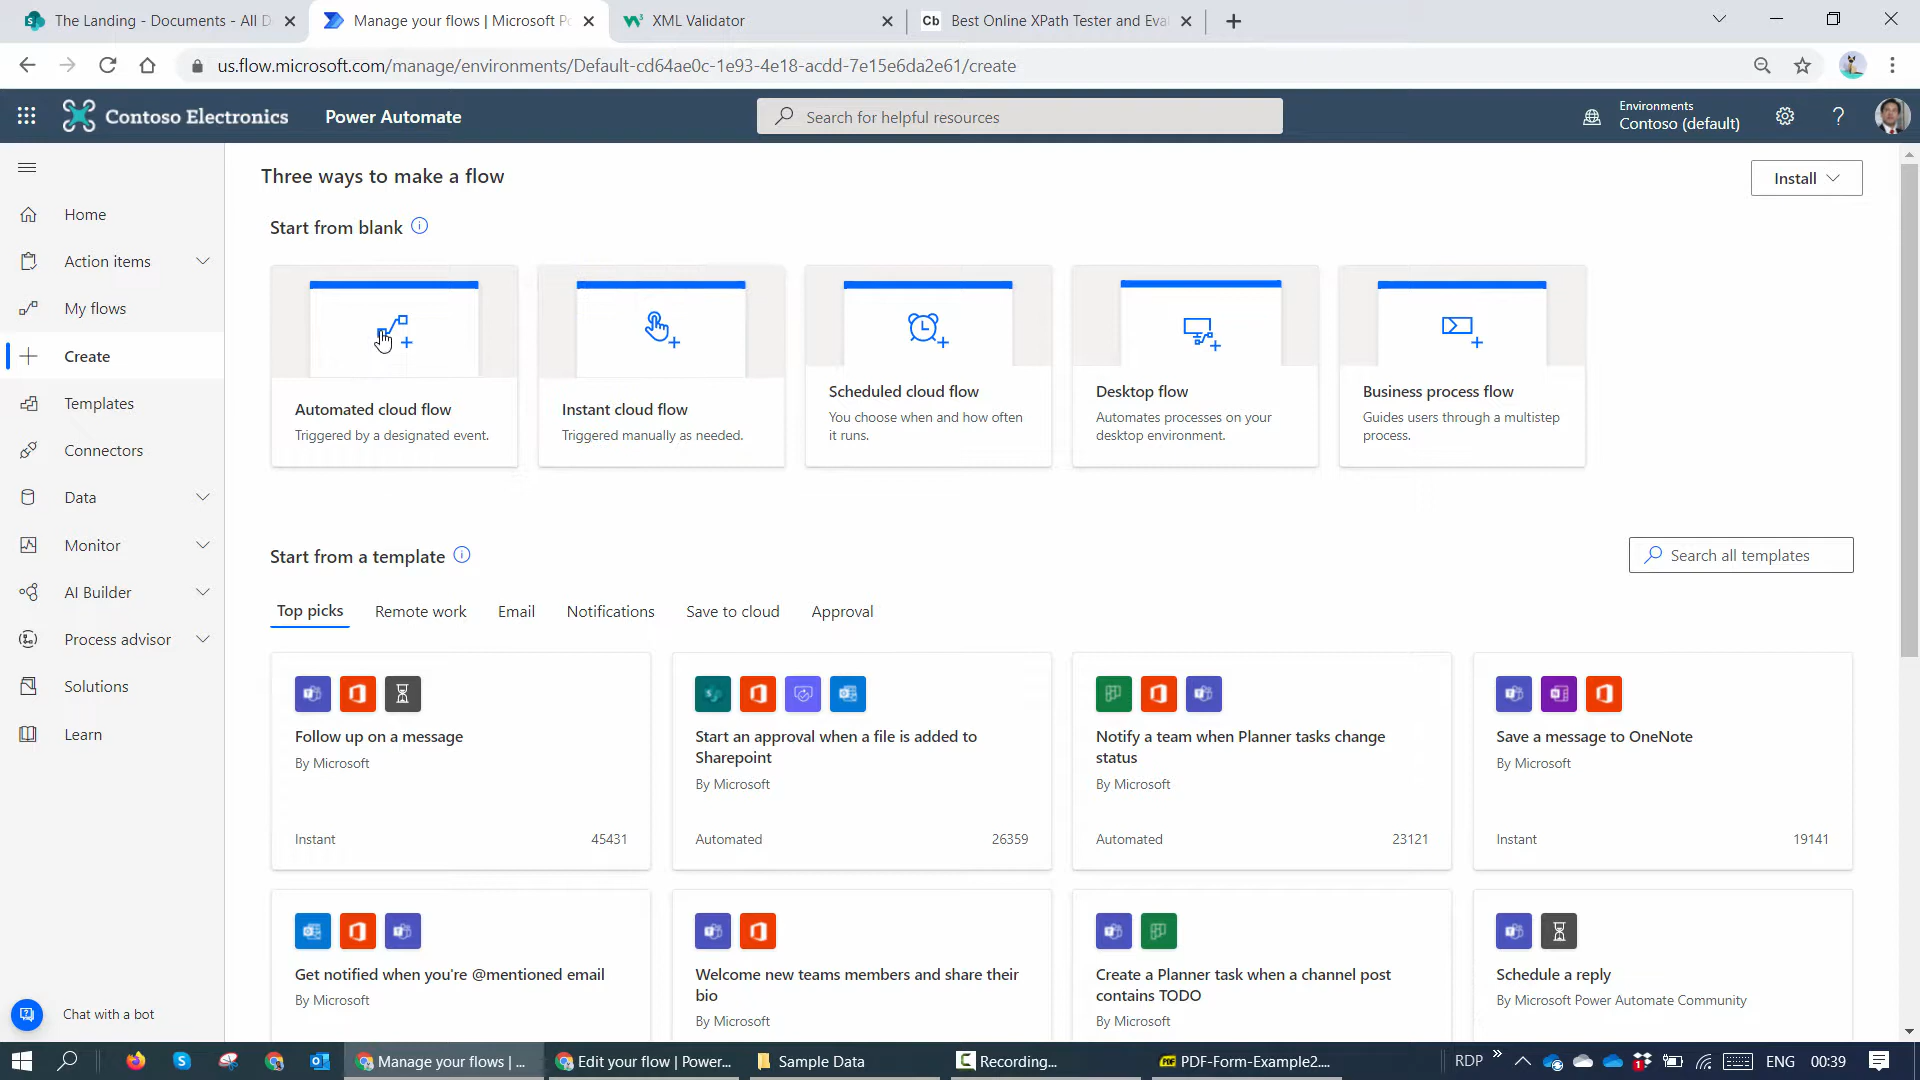 The Landing - Documents - All D
Manage your flows | Microsoft Po
XML Validator
Cb
Best Online XPath Tester and Eva
us.flow.microsoft.com/manage/environments/Default-cd64ae0c-1e93-4e18-acdd-7e15e6da2e61/create
Contoso Electronics
Power Automate
Search for helpful resources
Environments
Contoso (default)
Home
Action items
My flows
Create
Templates
Connectors
Data
Monitor
AI Builder
Process advisor
Solutions
Learn
Chat with a bot
Three ways to make a flow
Install
Start from blank
Automated cloud flow
Triggered by a designated event.
Instant cloud flow
Triggered manually as needed.
Scheduled cloud flow
You choose when and how often
it runs.
Desktop flow
Automates processes on your
desktop environment.
Business process flow
Guides users through a multistep
process.
Start from a template
Search all templates
Top picks
Remote work
Email
Notifications
Save to cloud
Approval
Follow up on a message
By Microsoft
Instant
45431
Start an approval when a file is added to
Sharepoint
By Microsoft
Automated
26359
Notify a team when Planner tasks change
status
By Microsoft
Automated
23121
Save a message to OneNote
By Microsoft
Instant
19141
Get notified when you're @mentioned email
By Microsoft
Welcome new teams members and share their
bio
By Microsoft
Create a Planner task when a channel post
contains TODO
By Microsoft
Schedule a reply
By Microsoft Power Automate Community
Manage your flows | ...
Edit your flow | Power...
Sample Data
Recording...
PDF-Form-Example2....
RDP
ENG
00:39